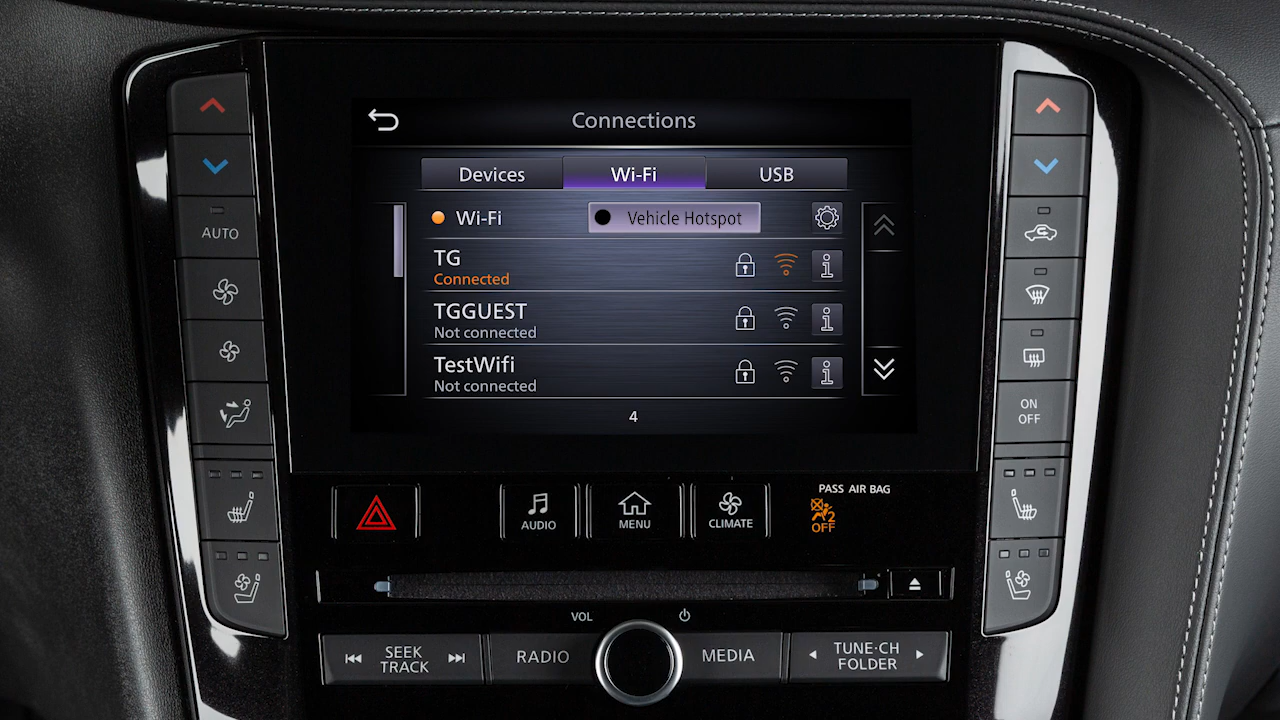 Connections
Devices Wi-Fi USB
Wi-Fi Vehicle Hotspot
TG
Connected
TGGUEST
Not connected
TestWifi
Not connected
4
AUTO
ON
OFF
AUDIO
MENU
CLIMATE
PASS AIR BAG
2
OFF
VOL
SEEK
TRACK
RADIO
MEDIA
TUNE·CH
FOLDER